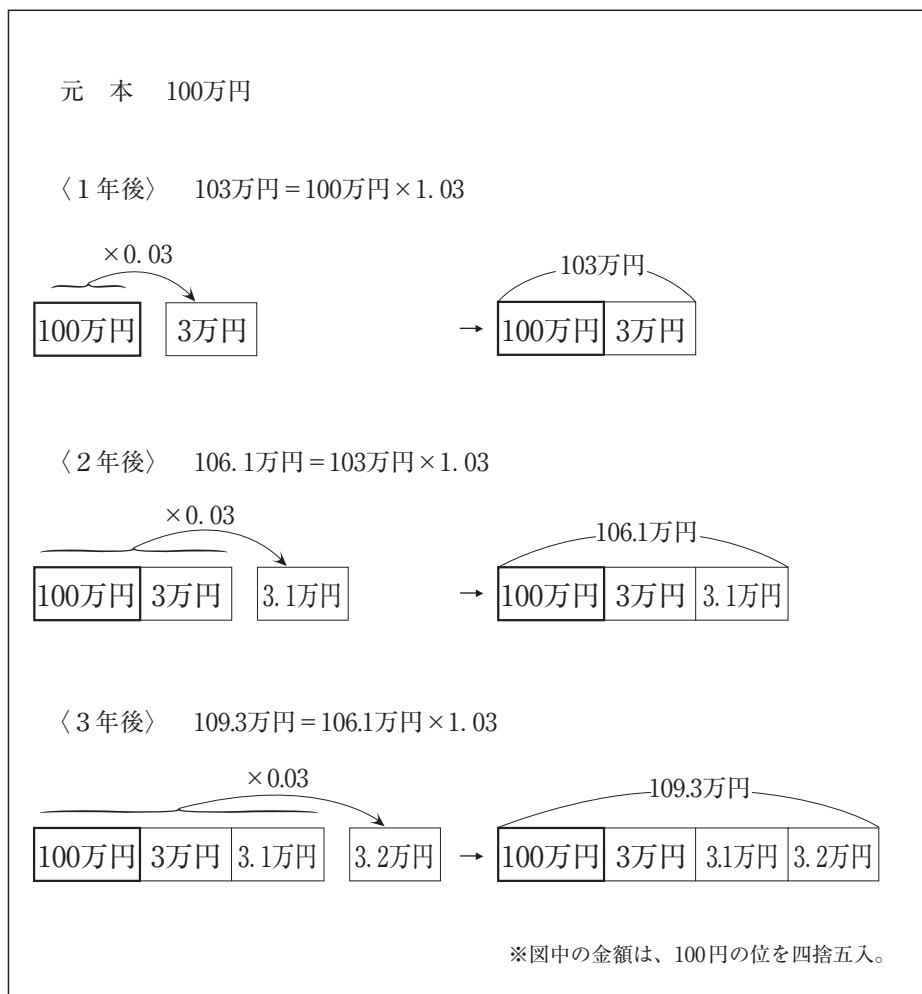 元 本 100万円
〈1年後〉 103万円=100万円×1.03
×0.03
103万円
100万円 3万円 → 100万円 3万円
〈2年後〉 106.1万円=103万円×1.03
×0.03
106.1万円
100万円 3万円 3.1万円 → 100万円 3万円 3.1万円
〈3年後〉 109.3万円=106.1万円×1.03
×0.03
109.3万円
100万円 3万円 3.1万円 3.2万円 → 100万円 3万円 3.1万円 3.2万円
※図中の金額は、100円の位を四捨五入。